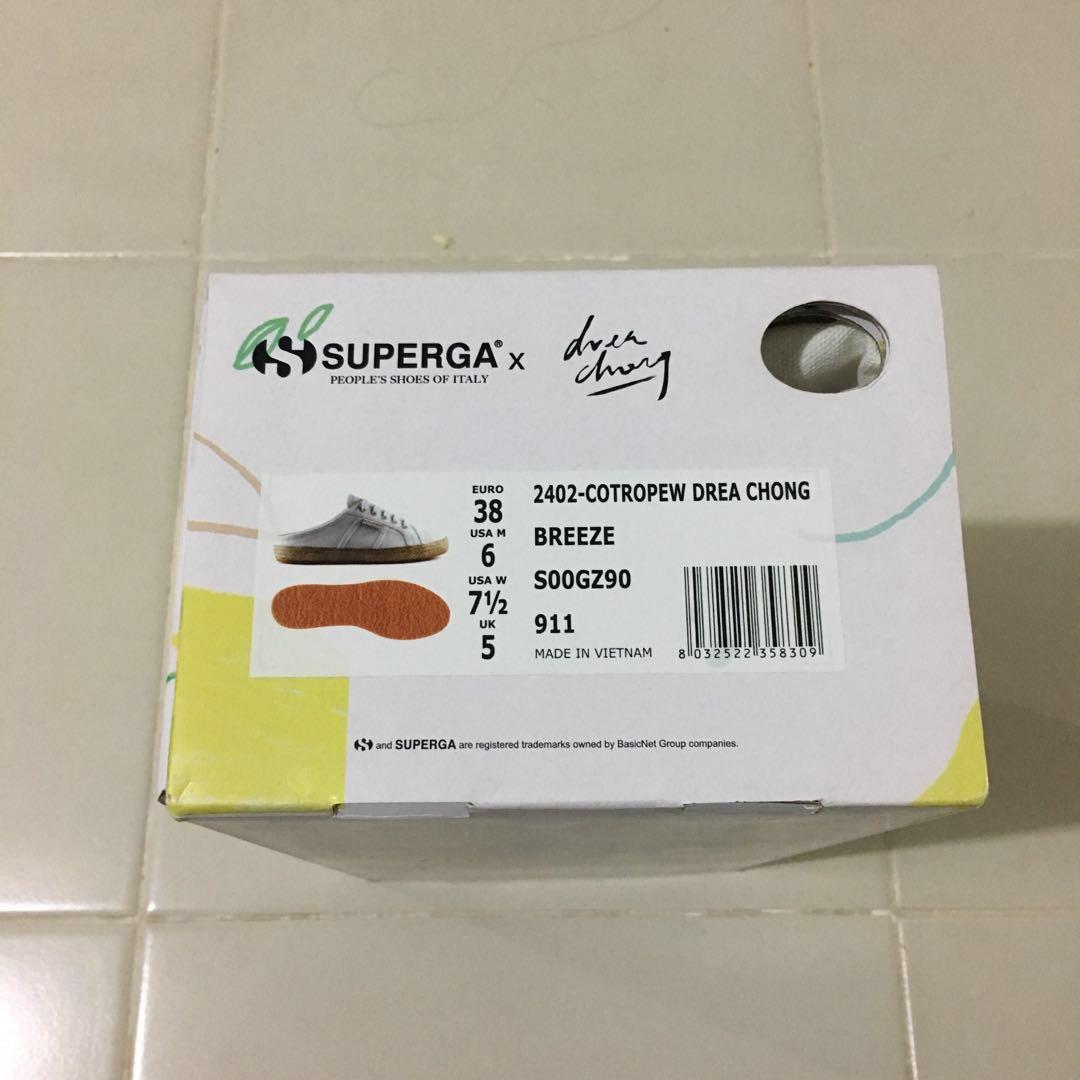 SUPERGA® x drea
chong
PEOPLE'S SHOES OF ITALY
EURO
38
USA M
6
USA W
7½
UK
5
2402-COTROPEW DREA CHONG
BREEZE
S00GZ90
911
MADE IN VIETNAM
8 032522 358309
and SUPERGA are registered trademarks owned by BasicNet Group companies.